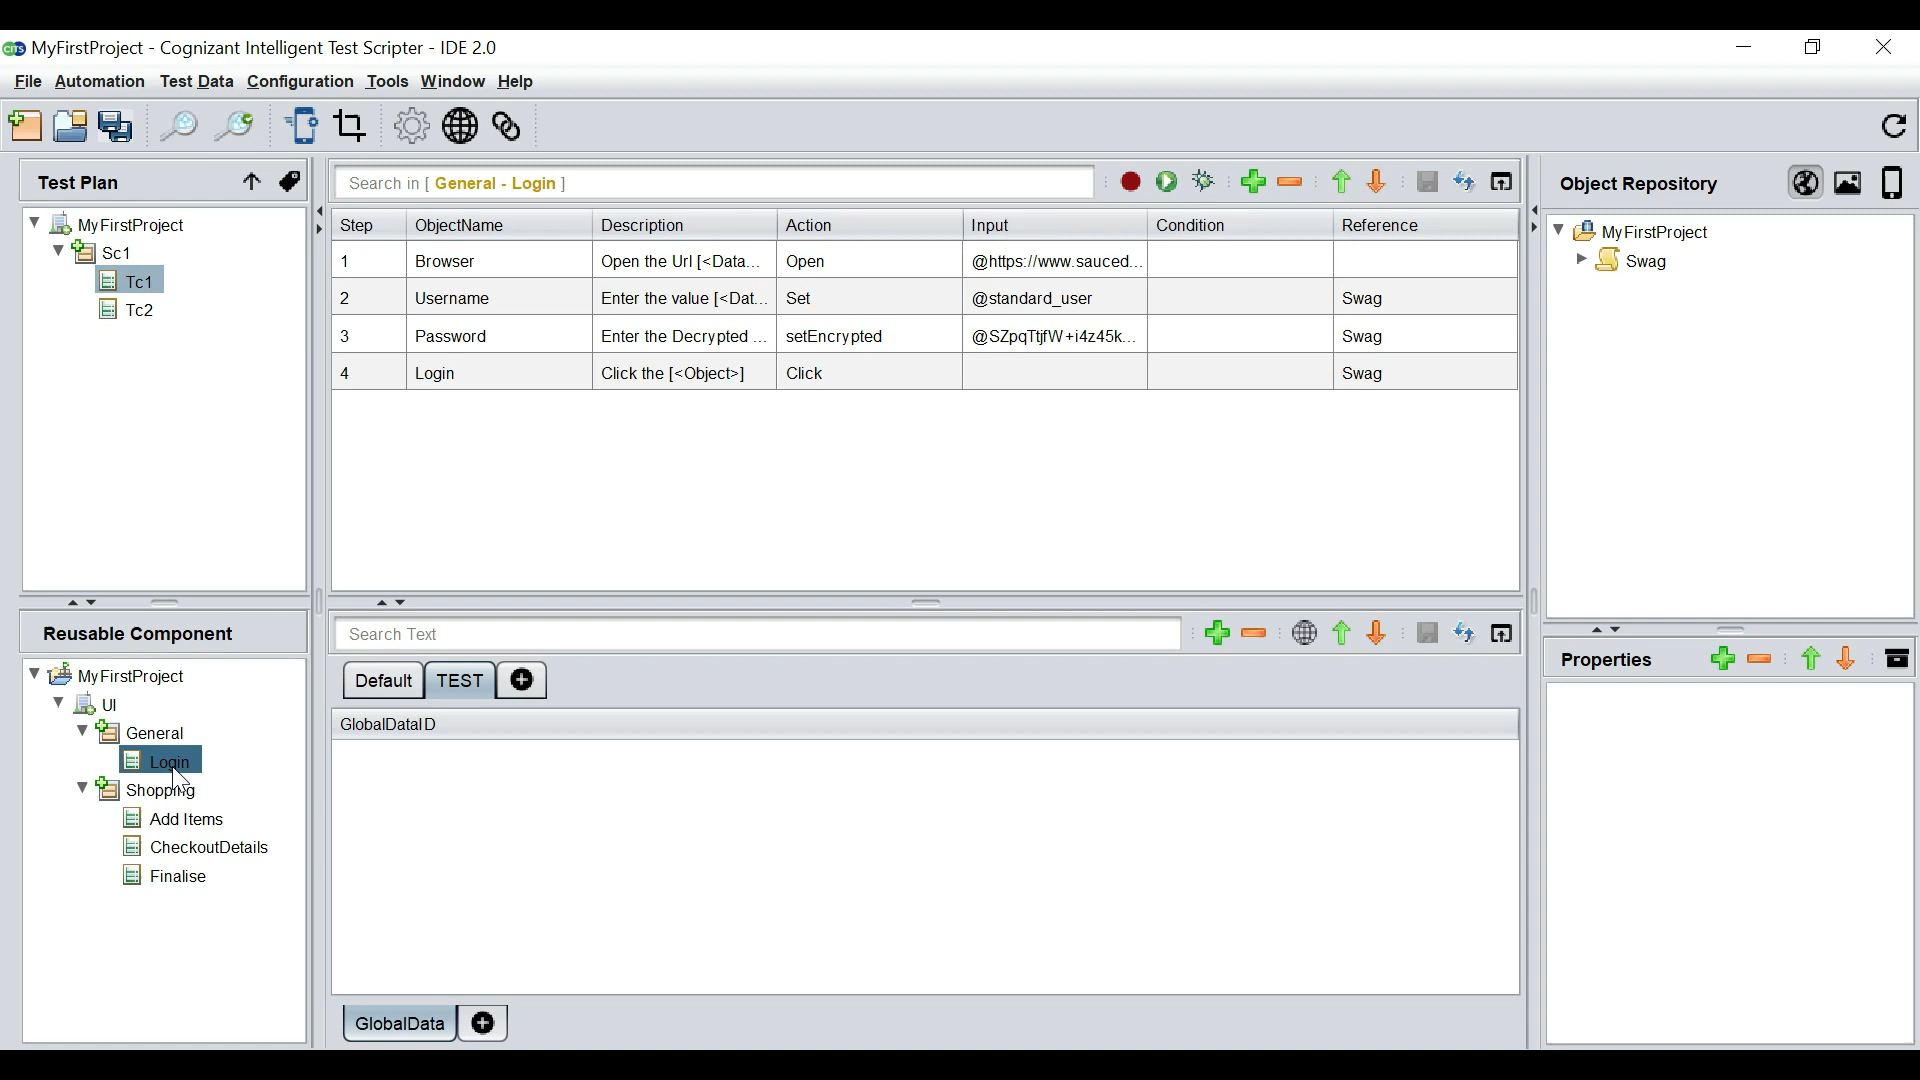 CITS MyFirstProject - Cognizant Intelligent Test Scripter - IDE 2.0
File Automation Test Data Configuration Tools Window Help
Test Plan
MyFirstProject
Sc1
Tc1
Tc2
Search in [ General - Login ]
Step ObjectName Description Action Input Condition Reference
1 Browser Open the Url [<Data... Open @https://www.sauced...
2 Username Enter the value [<Dat... Set @standard_user Swag
3 Password Enter the Decrypted ... setEncrypted @SZpqTtjfW+i4z45k... Swag
4 Login Click the [<Object>] Click Swag
Object Repository
MyFirstProject
Swag
Reusable Component
MyFirstProject
UI
General
Login
Shopping
Add Items
CheckoutDetails
Finalise
Search Text
Default TEST
GlobalDataID
GlobalData
Properties